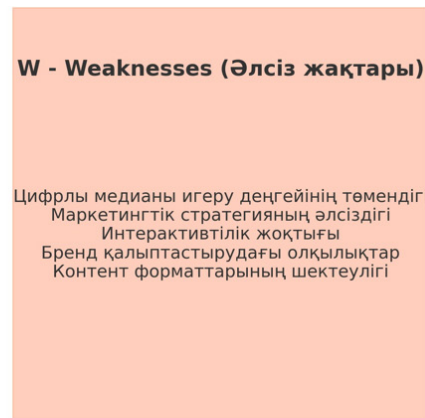 W - Weaknesses (Әлсіз жақтары)
Цифрлы медианы игеру деңгейінің төмендіг
Маркетингтік стратегияның әлсіздігі
Интерактивтілік жоқтығы
Бренд қалыптастырудағы олқылықтар
Контент форматтарының шектеулігі